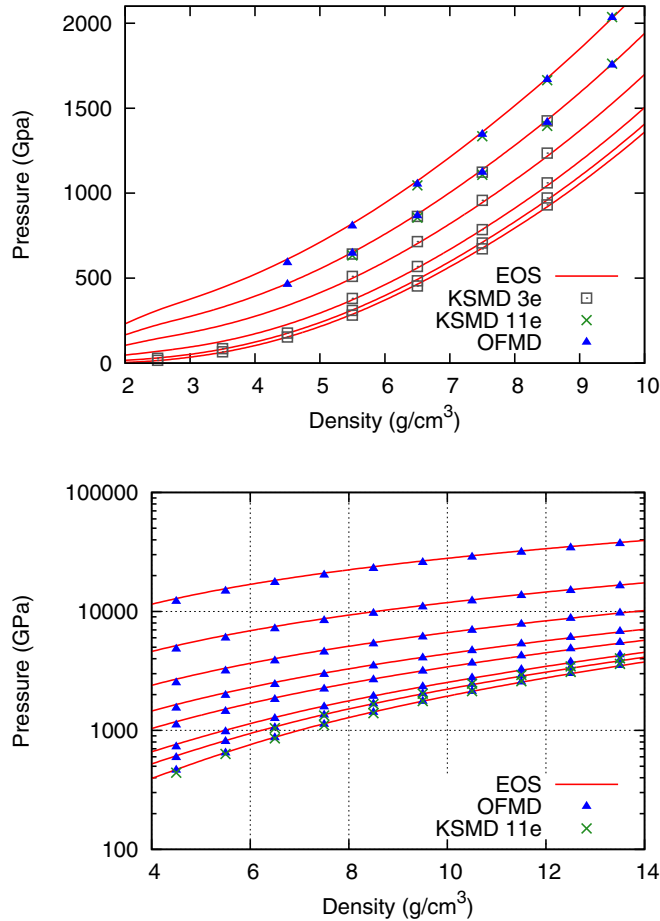 2000
1500
1000
500
0
Pressure (Gpa)
EOS
KSMD 3e
KSMD 11e
OFMD
2 3 4 5 6 7 8 9 10
Density (g/cm³)
100000
10000
1000
100
Pressure (GPa)
EOS
OFMD
KSMD 11e
4 6 8 10 12 14
Density (g/cm³)